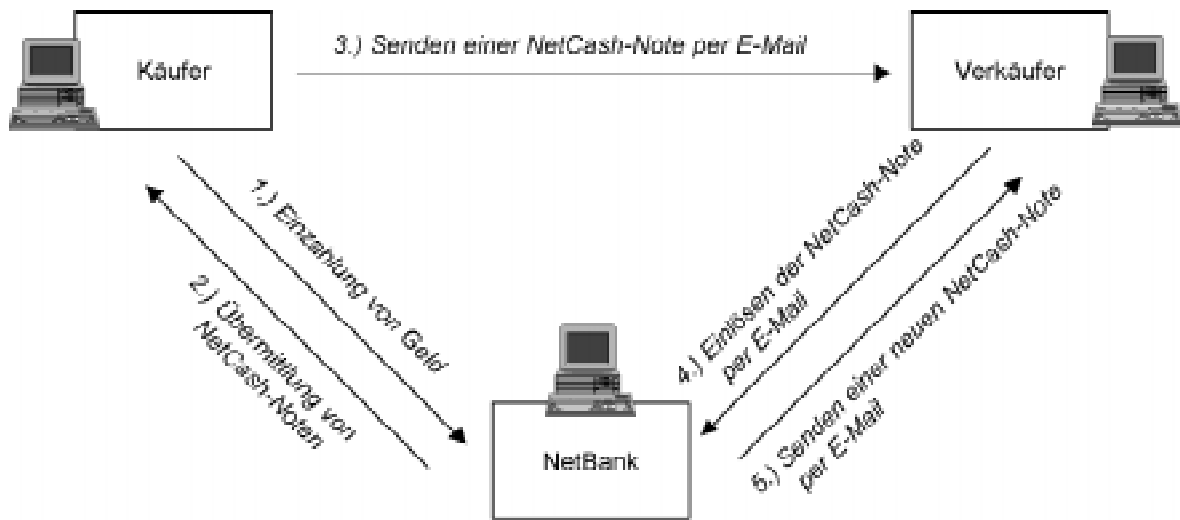 Käufer
3.) Senden einer NetCash-Note per E-Mail
Verkäufer
1.) Einzahlung von Geld
2.) Übermittlung von
NetCash-Noten
4.) Einlösen der NetCash-Note
per E-Mail
5.) Senden einer neuen NetCash-Note
per E-Mail
NetBank